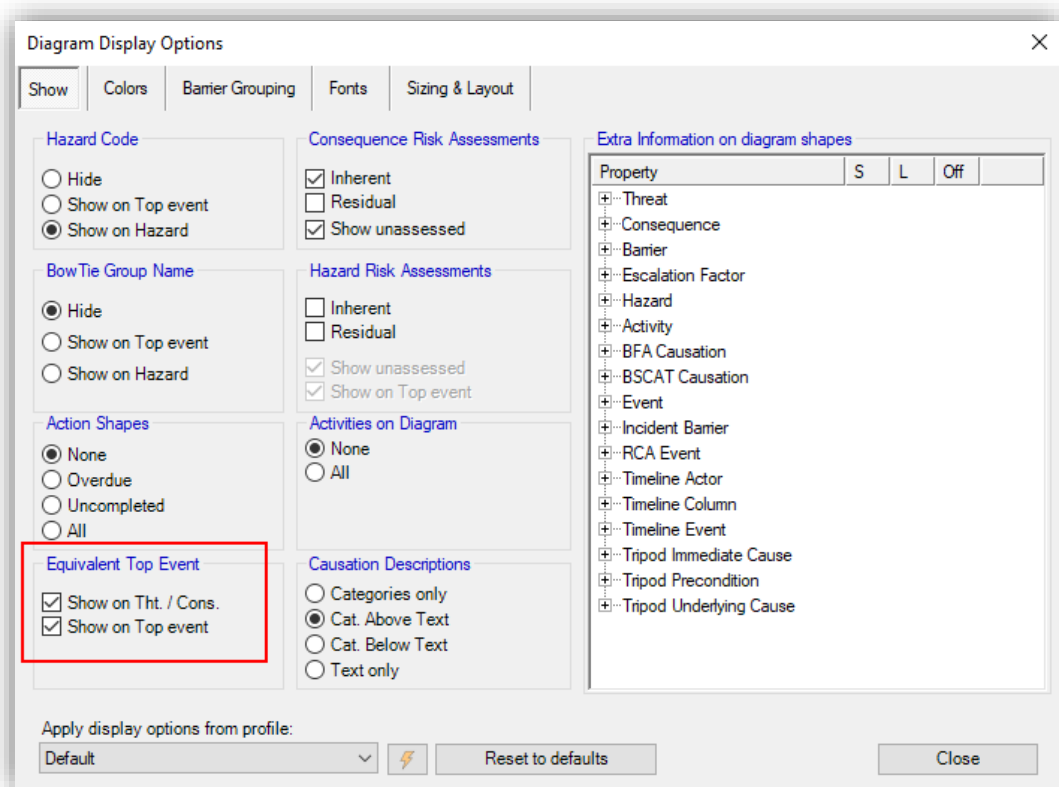 Diagram Display Options
Show
Colors
Barrier Grouping
Fonts
Sizing & Layout
Hazard Code
Hide
Show on Top event
Show on Hazard
BowTie Group Name
Hide
Show on Top event
Show on Hazard
Action Shapes
None
Overdue
Uncompleted
All
Equivalent Top Event
Show on Tht. / Cons.
Show on Top event
Consequence Risk Assessments
Inherent
Residual
Show unassessed
Hazard Risk Assessments
Inherent
Residual
Show unassessed
Show on Top event
Activities on Diagram
None
All
Causation Descriptions
Categories only
Cat. Above Text
Cat. Below Text
Text only
Extra Information on diagram shapes
Property S L Off
Threat
Consequence
Barrier
Escalation Factor
Hazard
Activity
BFA Causation
BSCAT Causation
Event
Incident Barrier
RCA Event
Timeline Actor
Timeline Column
Timeline Event
Tripod Immediate Cause
Tripod Precondition
Tripod Underlying Cause
Apply display options from profile:
Default
Reset to defaults
Close